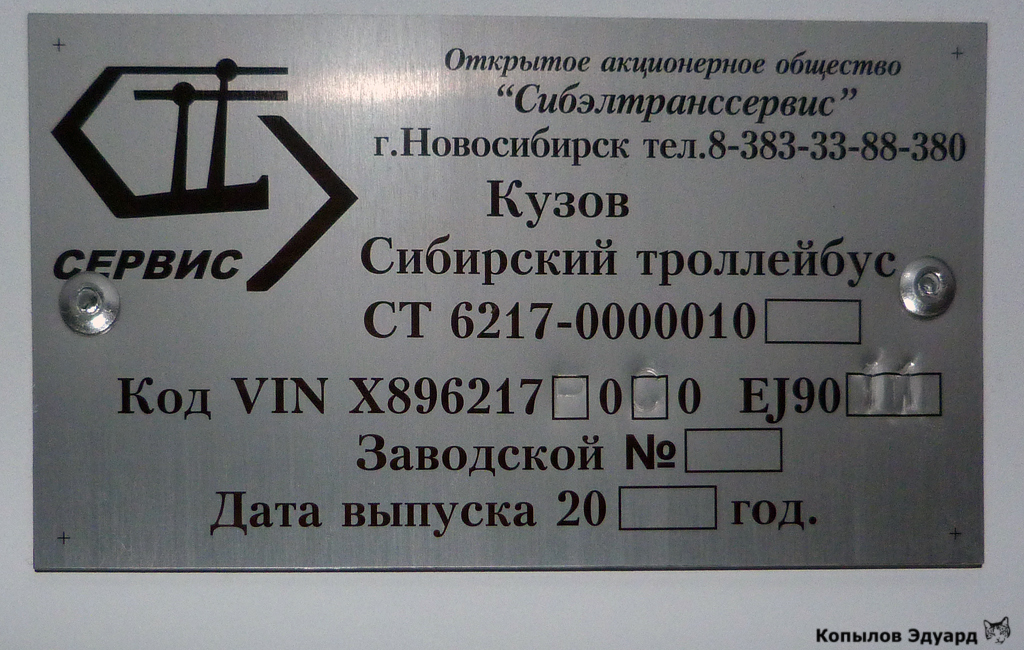 Открытое акционерное общество
“Сибэлтранссервис”
г.Новосибирск тел.8-383-33-88-380
СЕРВИС
Кузов
Сибирский троллейбус
СТ 6217-0000010
Код VIN X896217 0 0 EJ90
Заводской №
Дата выпуска 20 год.
Копылов Эдуард